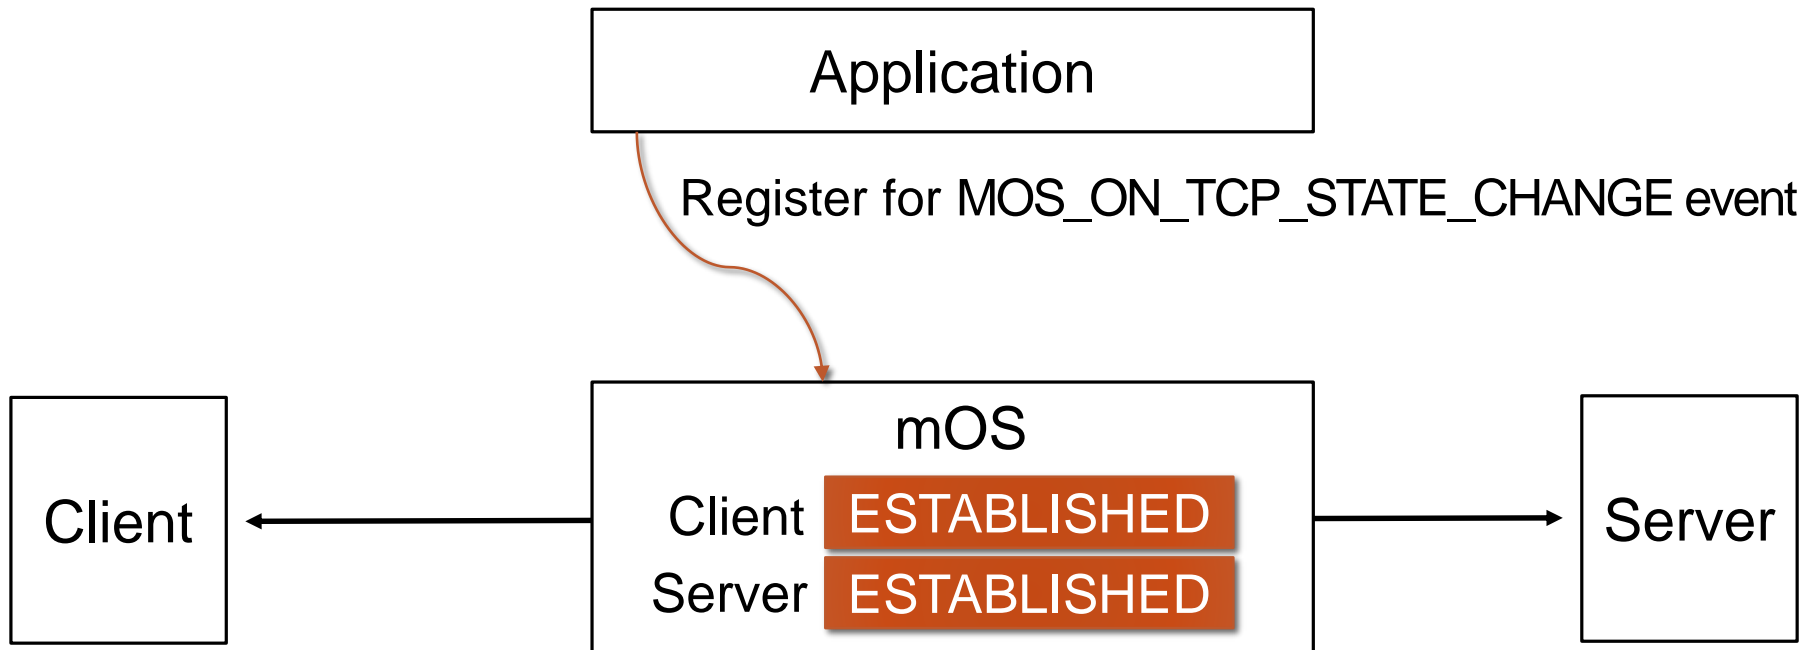 Application
Register for MOS_ON_TCP_STATE_CHANGE event
mOS
Client
Client ESTABLISHED
Server ESTABLISHED
Server